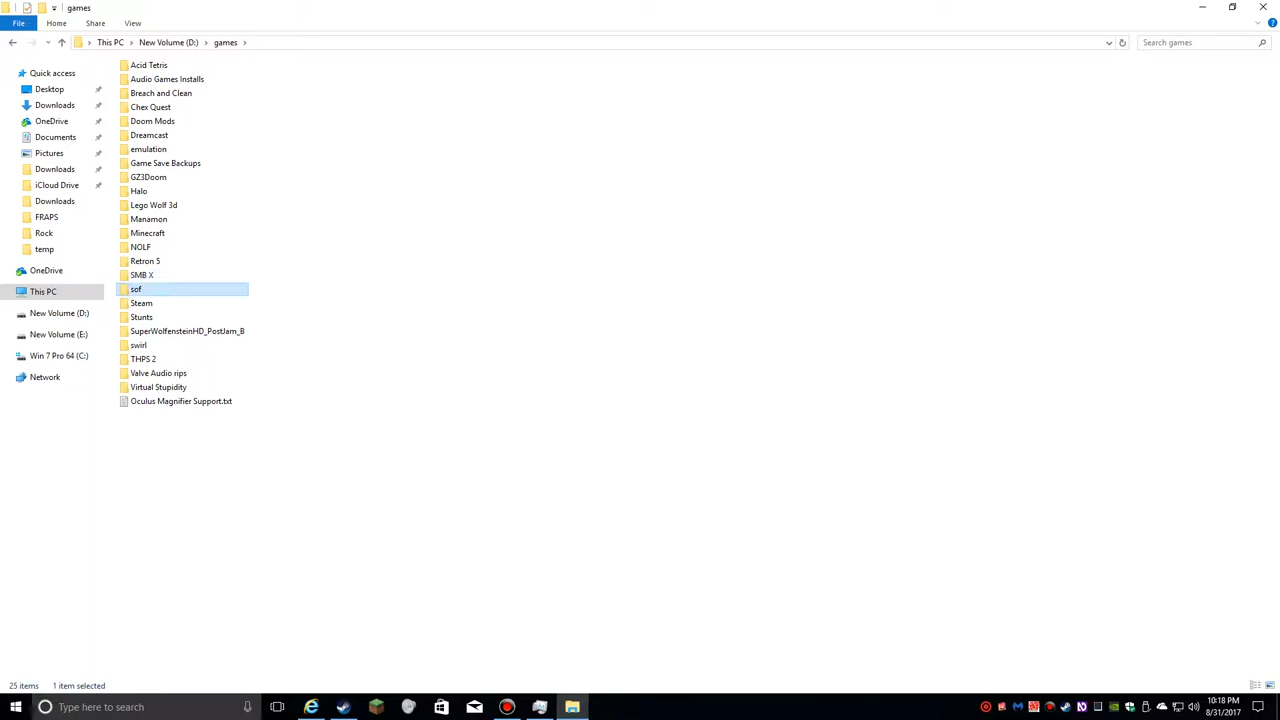 games
File Home Share View
This PC New Volume (D:) games Search games
Quick access
Desktop
Downloads
OneDrive
Documents
Pictures
Downloads
iCloud Drive
Downloads
FRAPS
Rock
temp
OneDrive
This PC
New Volume (D:)
New Volume (E:)
Win 7 Pro 64 (C:)
Network
Acid Tetris
Audio Games Installs
Breach and Clean
Chex Quest
Doom Mods
Dreamcast
emulation
Game Save Backups
GZ3Doom
Halo
Lego Wolf 3d
Manamon
Minecraft
NOLF
Retron 5
SMB X
sof
Steam
Stunts
SuperWolfensteinHD_PostJam_B
swirl
THPS 2
Valve Audio rips
Virtual Stupidity
Oculus Magnifier Support.txt
25 items 1 item selected
Type here to search
10:18 PM
8/31/2017